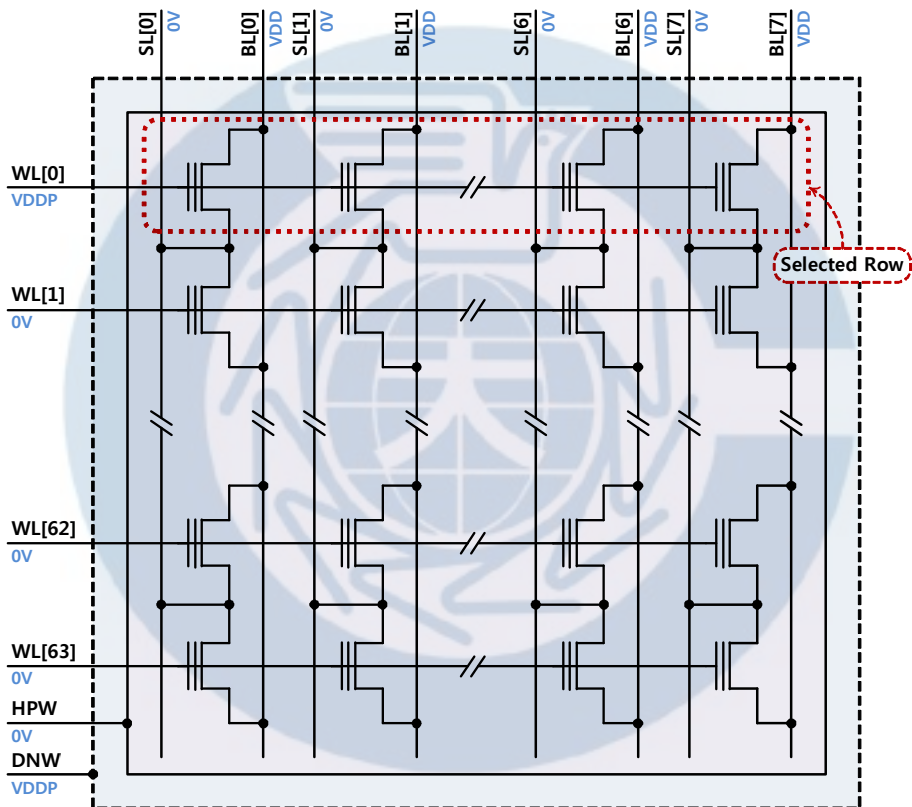 SL[0]
0V
BL[0]
VDD
SL[1]
0V
BL[1]
VDD
SL[6]
0V
BL[6]
VDD
SL[7]
0V
BL[7]
VDD
WL[0]
VDDP
Selected Row
WL[1]
0V
大
WL[62]
0V
WL[63]
0V
HPW
0V
DNW
VDDP